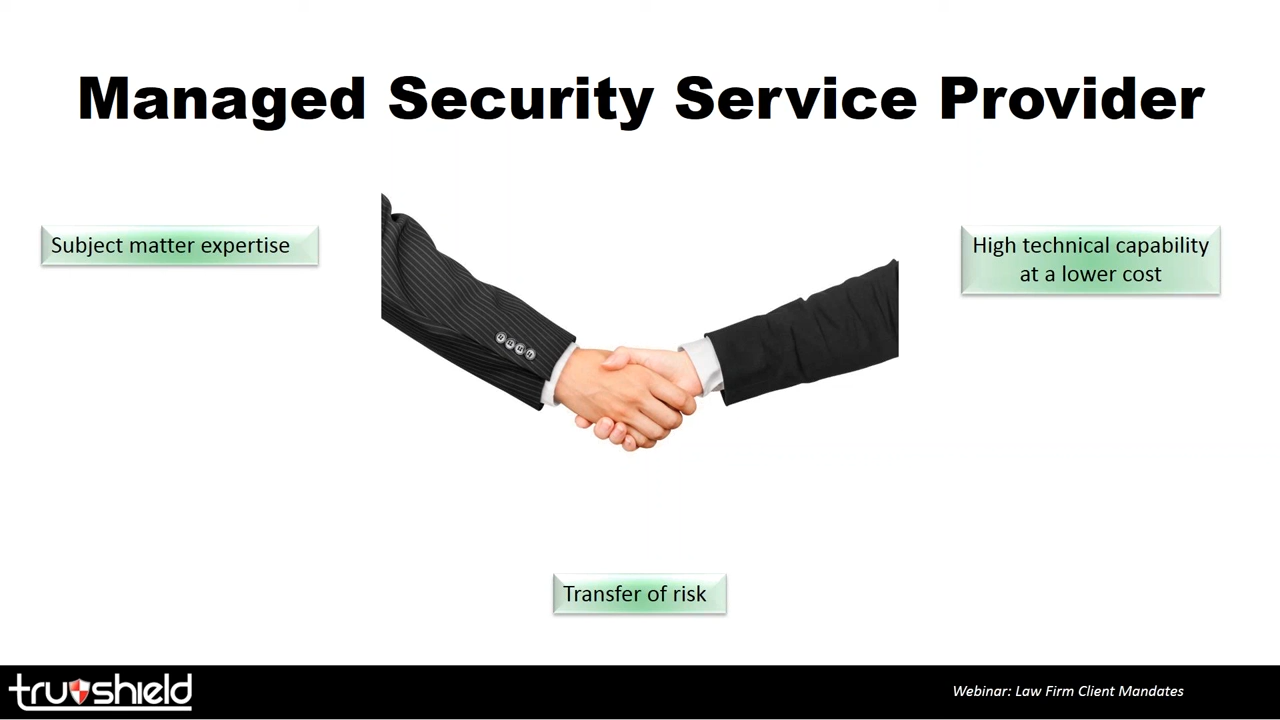 Managed Security Service Provider
Subject matter expertise
High technical capability
at a lower cost
Transfer of risk
trushield
Webinar: Law Firm Client Mandates